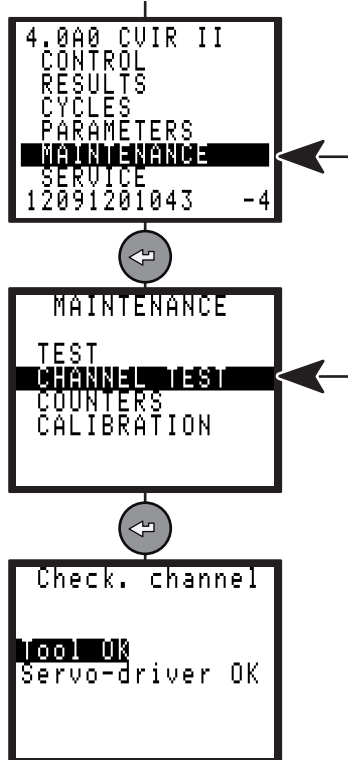 4.0A0 CVIR II
CONTROL
RESULTS
CYCLES
PARAMETERS
MAINTENANCE
SERVICE
12091201043 -4
MAINTENANCE
TEST
CHANNEL TEST
COUNTERS
CALIBRATION
Check. channel
Tool OK
Servo-driver OK